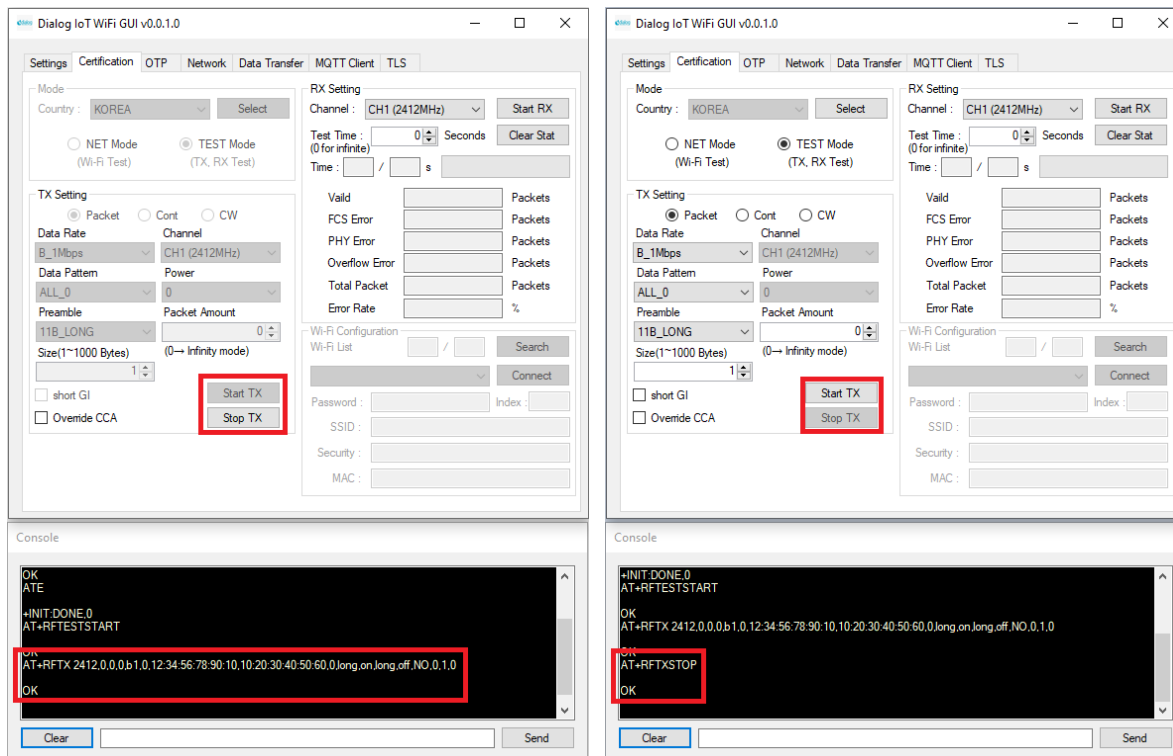 Dialog IoT WiFi GUI v0.0.1.0
Settings Certification OTP Network Data Transfer MQTT Client TLS
Mode
Country : KOREA Select
NET Mode TEST Mode
(Wi-Fi Test) (TX, RX Test)
TX Setting
Packet Cont CW
Data Rate Channel
B_1Mbps CH1 (2412MHz)
Data Pattern Power
ALL_0 0
Preamble Packet Amount
11B_LONG 0
Size(1~1000 Bytes) (0→ Infinity mode)
1
short GI Start TX
Override CCA Stop TX
RX Setting
Channel : CH1 (2412MHz) Start RX
Test Time : 0 Seconds Clear Stat
(0 for infinite)
Time : / s
Vaild Packets
FCS Error Packets
PHY Error Packets
Overflow Error Packets
Total Packet Packets
Error Rate %
Wi-Fi Configuration
Wi-Fi List / Search
Connect
Password : Index :
SSID :
Security :
MAC :
Console
OK
ATE
+INIT:DONE,0
AT+RFTESTSTART
OK
AT+RFTX 2412,0,0,0,b1,0,12:34:56:78:90:10,10:20:30:40:50:60,0,long,on,long,off,NO,0,1,0
OK
Clear Send
Dialog IoT WiFi GUI v0.0.1.0
Settings Certification OTP Network Data Transfer MQTT Client TLS
Mode
Country : KOREA Select
NET Mode TEST Mode
(Wi-Fi Test) (TX, RX Test)
TX Setting
Packet Cont CW
Data Rate Channel
B_1Mbps CH1 (2412MHz)
Data Pattern Power
ALL_0 0
Preamble Packet Amount
11B_LONG 0
Size(1~1000 Bytes) (0→ Infinity mode)
1
short GI Start TX
Override CCA Stop TX
RX Setting
Channel : CH1 (2412MHz) Start RX
Test Time : 0 Seconds Clear Stat
(0 for infinite)
Time : / s
Vaild Packets
FCS Error Packets
PHY Error Packets
Overflow Error Packets
Total Packet Packets
Error Rate %
Wi-Fi Configuration
Wi-Fi List / Search
Connect
Password : Index :
SSID :
Security :
MAC :
Console
+INIT:DONE,0
AT+RFTESTSTART
OK
AT+RFTX 2412,0,0,0,b1,0,12:34:56:78:90:10,10:20:30:40:50:60,0,long,on,long,off,NO,0,1,0
OK
AT+RFTXSTOP
OK
Clear Send